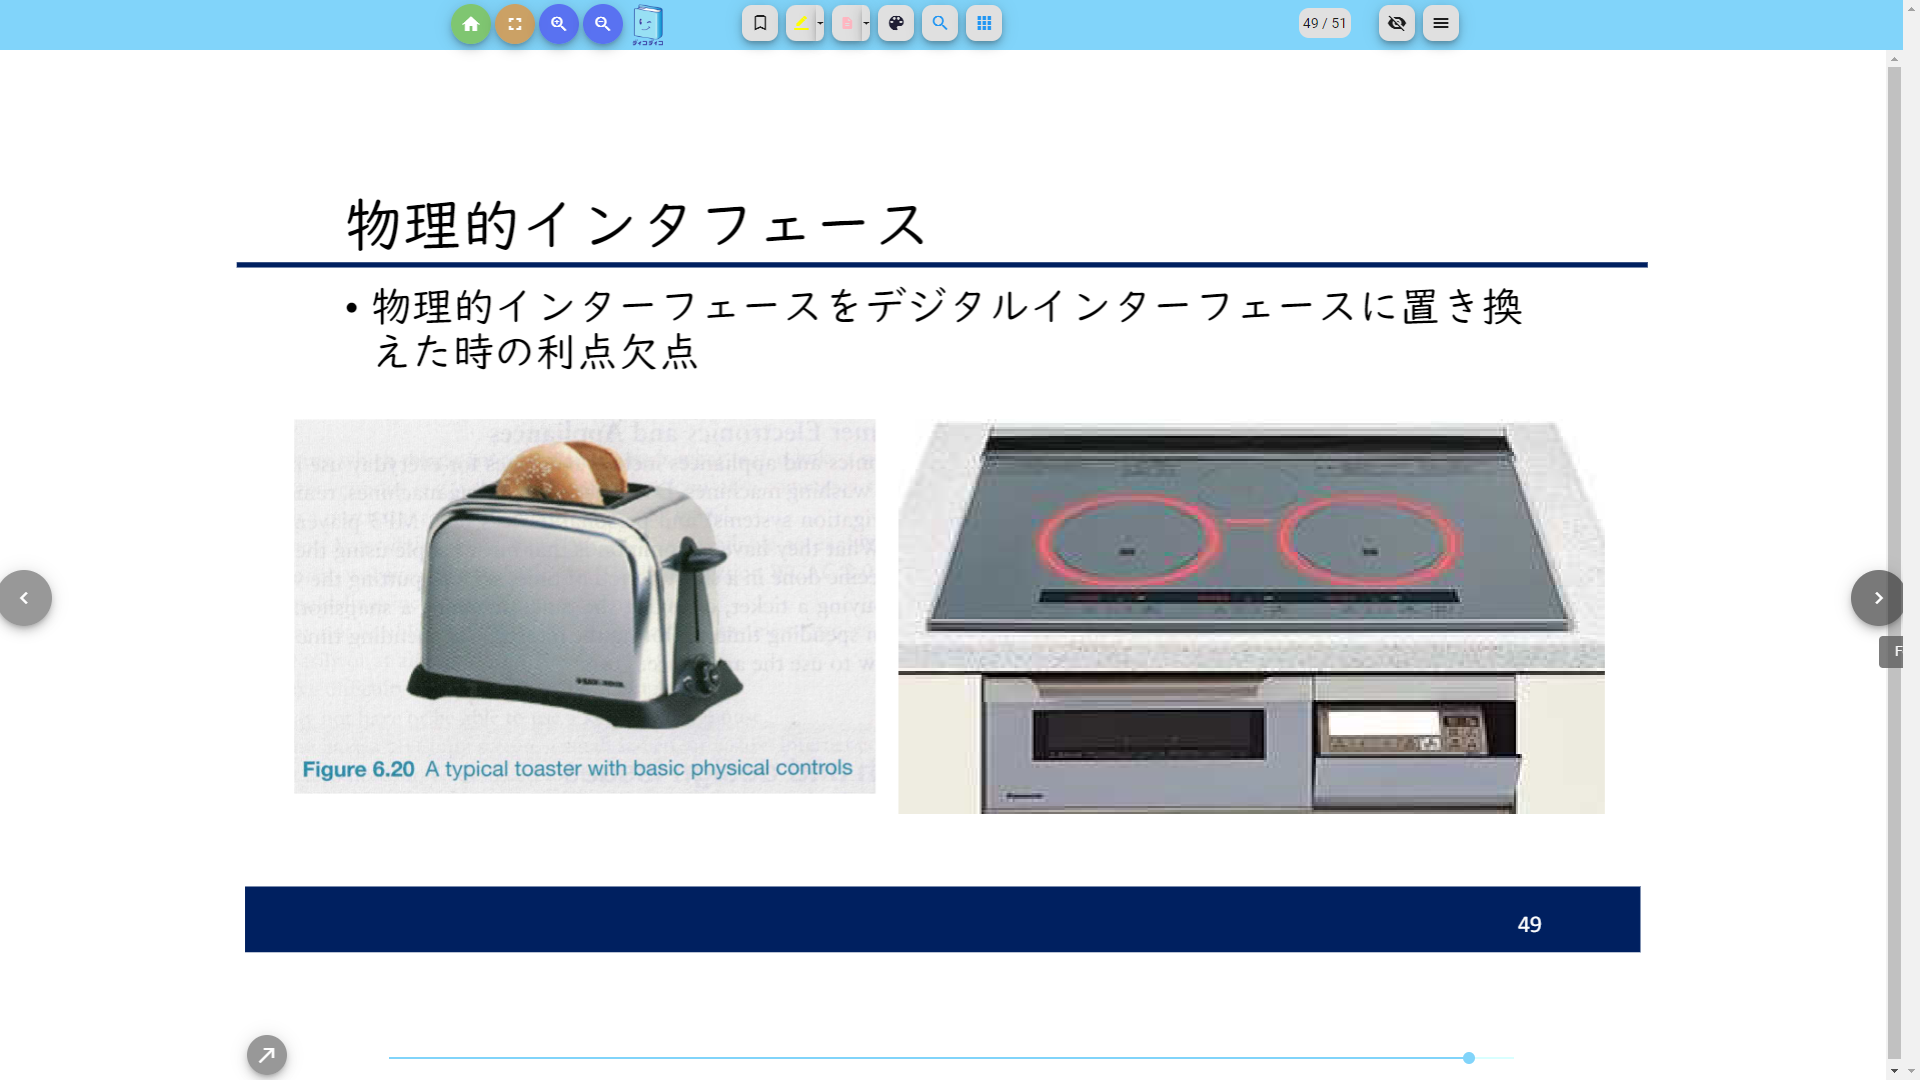 49 / 51
物理的インタフェース
• 物理的インターフェースをデジタルインターフェースに置き換
えた時の利点欠点
Figure 6.20 A typical toaster with basic physical controls
F
49